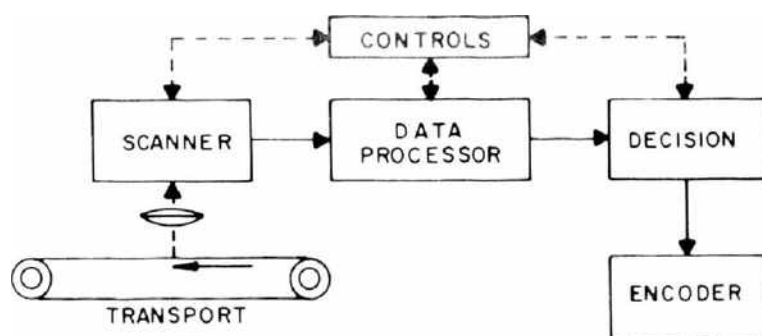 CONTROLS
SCANNER
DATA
PROCESSOR
DECISION
TRANSPORT
ENCODER